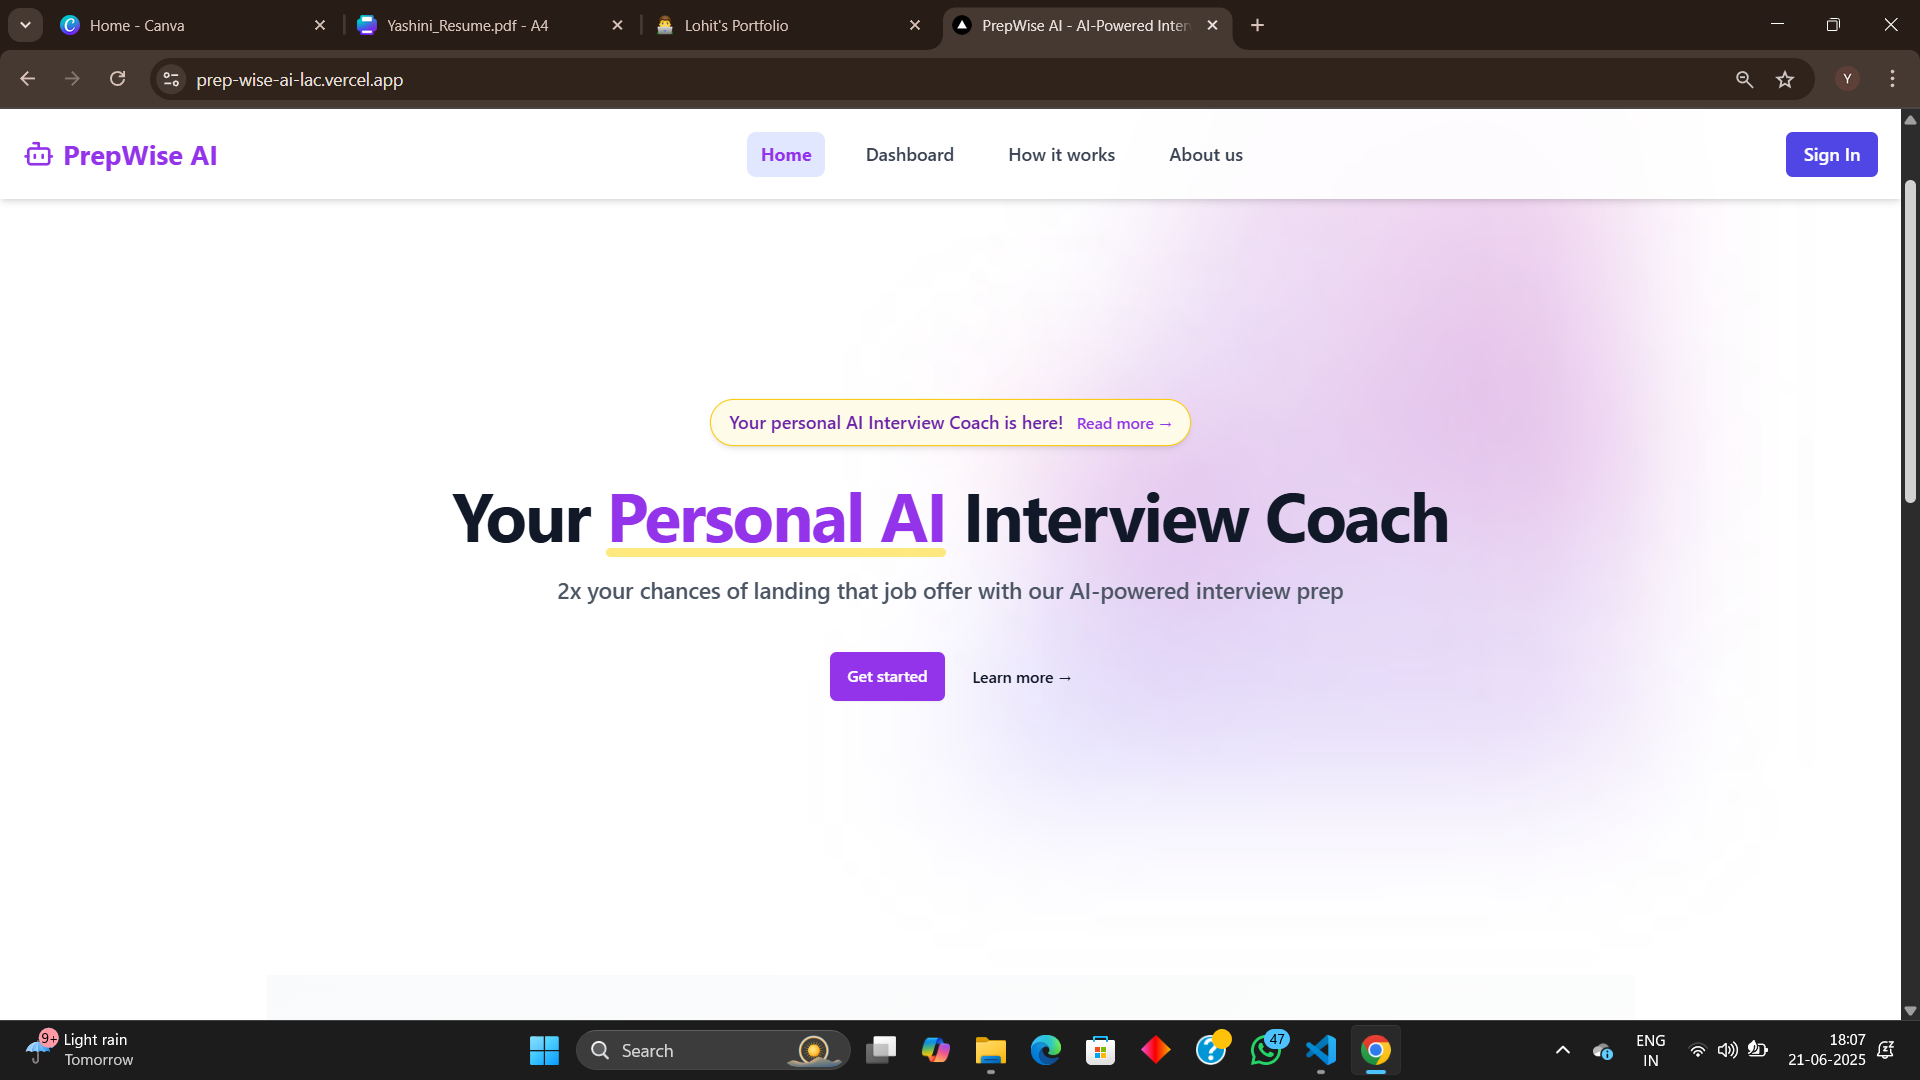 Home - Canva
Yashini_Resume.pdf - A4
Lohit's Portfolio
PrepWise AI - AI-Powered Inter
prep-wise-ai-lac.vercel.app
Y
PrepWise AI
Home
Dashboard
How it works
About us
Sign In
Your personal AI Interview Coach is here! Read more →
Your Personal AI Interview Coach
2x your chances of landing that job offer with our AI-powered interview prep
Get started
Learn more →
9+
Light rain
Tomorrow
Search
47
ENG
IN
18:07
21-06-2025